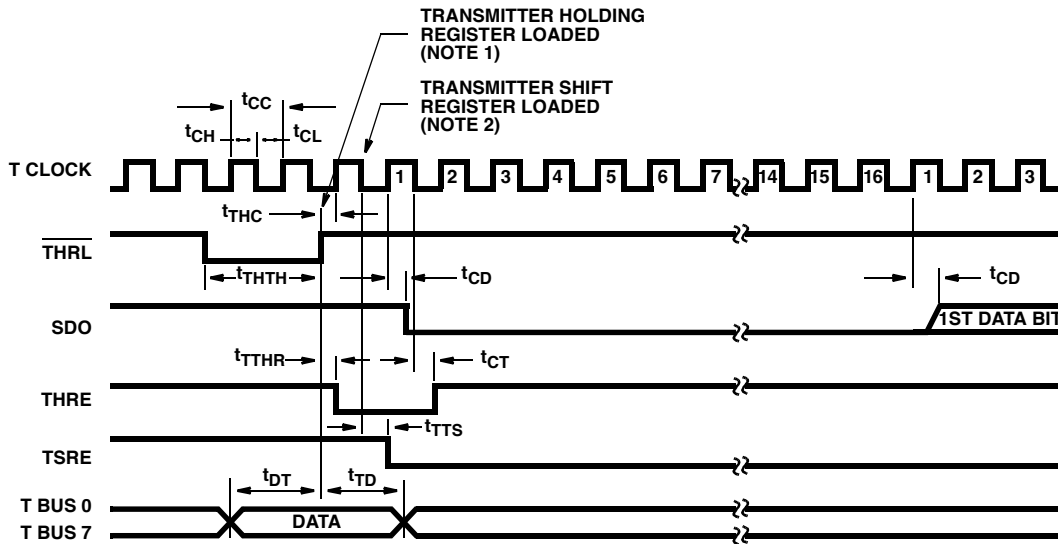 TRANSMITTER HOLDING
REGISTER LOADED
(NOTE 1)
TRANSMITTER SHIFT
REGISTER LOADED
(NOTE 2)
tCC
tCH
tCL
T CLOCK
1 2 3 4 5 6 7 14 15 16 1 2 3
tTHC
THRL
tTHTH
tCD
tCD
SDO
1ST DATA BIT
tTTHR
tCT
THRE
tTTS
TSRE
tDT
tTD
T BUS 0
DATA
T BUS 7